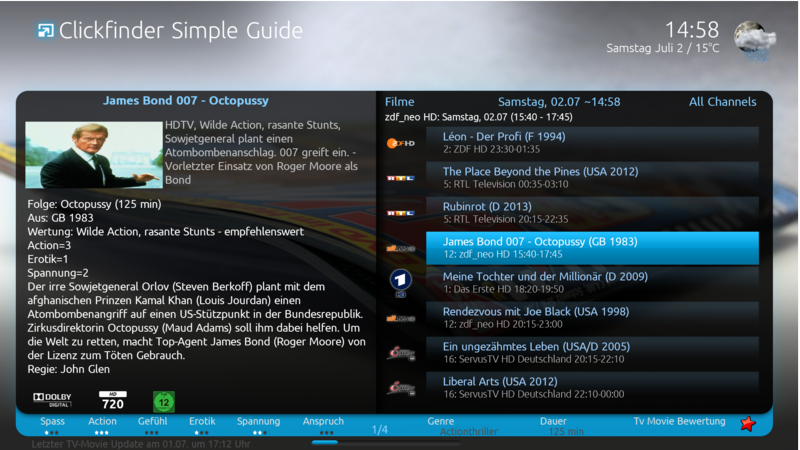 Clickfinder Simple Guide
14:58
Samstag Juli 2 / 15°C
James Bond 007 - Octopussy
HDTV, Wilde Action, rasante Stunts,
Sowjetgeneral plant einen
Atombombenanschlag. 007 greift ein. -
Vorletzter Einsatz von Roger Moore als
Bond
Folge: Octopussy (125 min)
Aus: GB 1983
Wertung: Wilde Action, rasante Stunts - empfehlenswert
Action=3
Erotik=1
Spannung=2
Der irre Sowjetgeneral Orlov (Steven Berkoff) plant mit dem
afghanischen Prinzen Kamal Khan (Louis Jourdan) einen
Atombombenangriff auf einen US-Stützpunkt in der Bundesrepublik.
Zirkusdirektorin Octopussy (Maud Adams) soll ihm dabei helfen. Um
die Welt zu retten, macht Top-Agent James Bond (Roger Moore) von
der Lizenz zum Töten Gebrauch.
Regie: John Glen
DOLBY
DIGITAL
HD
720
12
Filme
Samstag, 02.07 ~14:58
All Channels
zdf_neo HD: Samstag, 02.07 (15:40 - 17:45)
Léon - Der Profi (F 1994)
2: ZDF HD 23:30-01:35
RTL
The Place Beyond the Pines (USA 2012)
5: RTL Television 00:35-03:10
RTL
Rubinrot (D 2013)
5: RTL Television 20:15-22:35
James Bond 007 - Octopussy (GB 1983)
12: zdf_neo HD 15:40-17:45
Meine Tochter und der Millionär (D 2009)
1: Das Erste HD 18:20-19:50
Rendezvous mit Joe Black (USA 1998)
12: zdf_neo HD 20:15-23:00
Ein ungezähmtes Leben (USA/D 2005)
16: ServusTV HD Deutschland 20:15-22:10
Liberal Arts (USA 2012)
16: ServusTV HD Deutschland 22:10-00:00
Spass
Action
Gefühl
Erotik
Spannung
Anspruch
1/4
Genre
Actionthriller
Dauer
125 min
Tv Movie Bewertung
Letzter TV-Movie Update am 01.07. um 17:12 Uhr